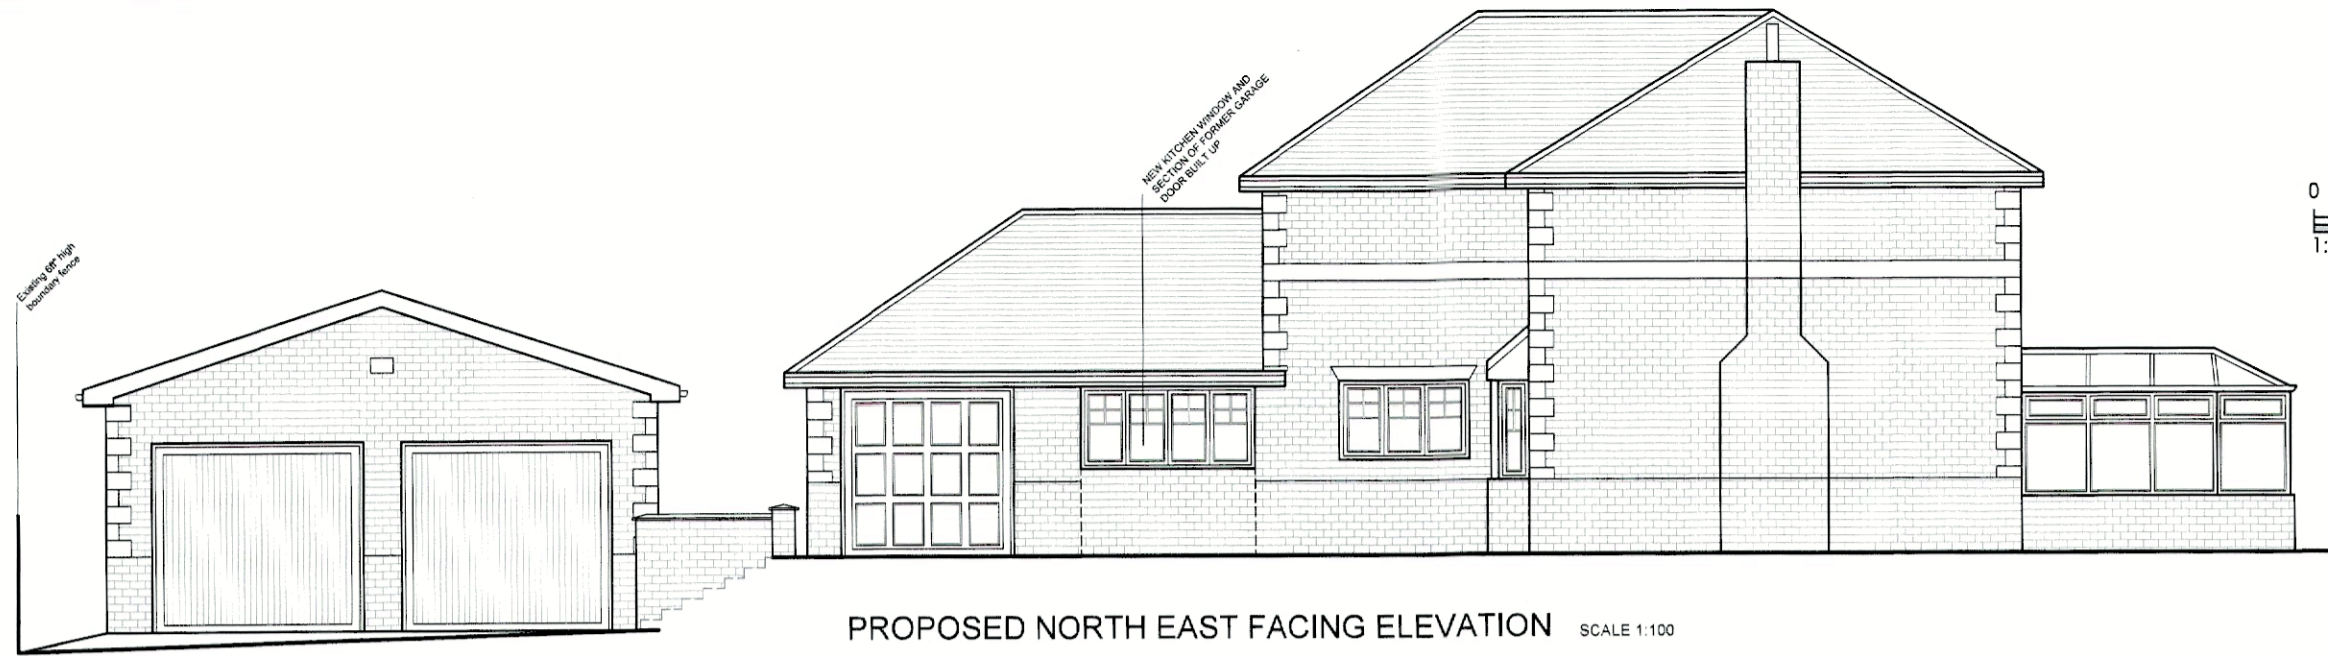 Existing 6ft" high
boundary fence
NEW KITCHEN WINDOW AND
SECTION OF FORMER GARAGE
DOOR BUILT UP
0
1:
PROPOSED NORTH EAST FACING ELEVATION SCALE 1:100